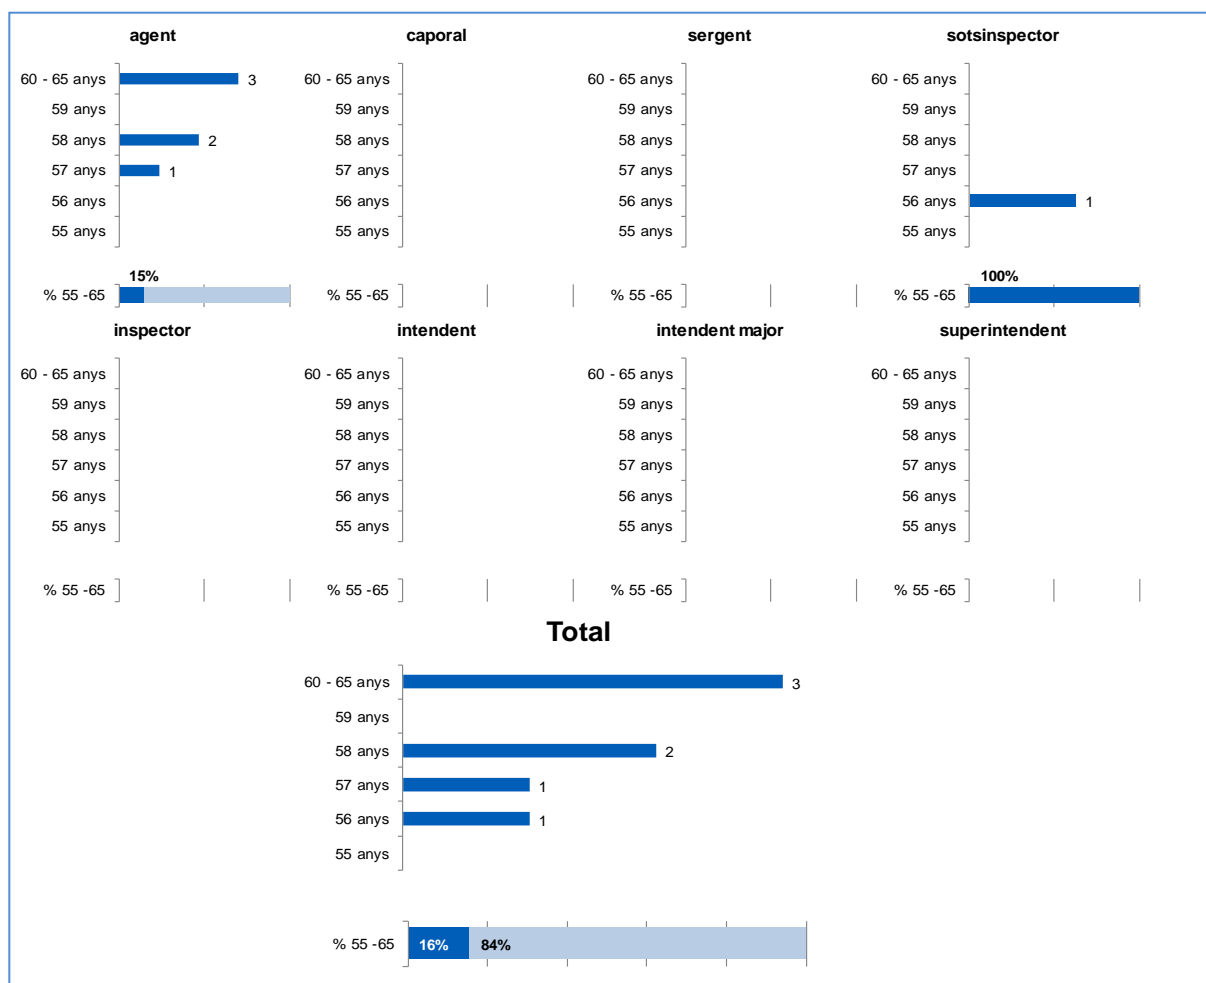 agent
60 - 65 anys
3
59 anys
58 anys
2
57 anys
1
56 anys
55 anys
15%
% 55 -65
caporal
60 - 65 anys
59 anys
58 anys
57 anys
56 anys
55 anys
% 55 -65
sergent
60 - 65 anys
59 anys
58 anys
57 anys
56 anys
55 anys
% 55 -65
sotsinspector
60 - 65 anys
59 anys
58 anys
57 anys
56 anys
1
55 anys
100%
% 55 -65
inspector
60 - 65 anys
59 anys
58 anys
57 anys
56 anys
55 anys
% 55 -65
intendent
60 - 65 anys
59 anys
58 anys
57 anys
56 anys
55 anys
% 55 -65
intendent major
60 - 65 anys
59 anys
58 anys
57 anys
56 anys
55 anys
% 55 -65
superintendent
60 - 65 anys
59 anys
58 anys
57 anys
56 anys
55 anys
% 55 -65
Total
60 - 65 anys
3
59 anys
58 anys
2
57 anys
1
56 anys
1
55 anys
% 55 -65
16%
84%